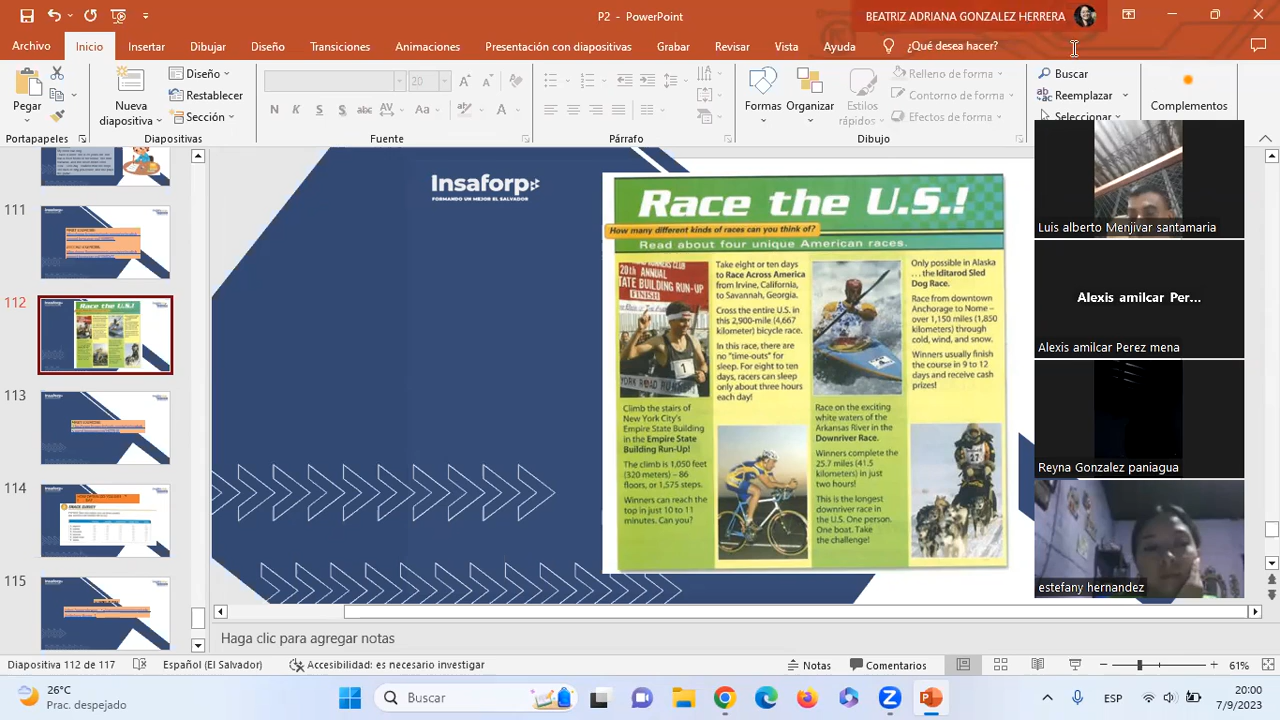 P2 - PowerPoint
BEATRIZ ADRIANA GONZALEZ HERRERA
Archivo Inicio Insertar Dibujar Diseño Transiciones Animaciones Presentación con diapositivas Grabar Revisar Vista Ayuda ¿Qué desea hacer?
Pegar
Nueva
diapositiva
Diseño
Restablecer
Sección
20
N K S abc AV Aa A
Formas Organizar
Estilos
rápidos
Relleno de forma
Contorno de forma
Efectos de forma
Buscar
Reemplazar
Seleccionar
Complementos
Portapapeles Diapositivas Fuente Párrafo Dibujo
111
112
113
114
115
Insaforp
FORMANDO UN MEJOR EL SALVADOR
Race the U.S.!
How many different kinds of races can you think of?
Read about four unique American races.
20th ANNUAL
FINISH
1
Climb the stairs of
New York City's
Empire State Building
in the Empire State
Building Run-Up!
The climb is 1,050 feet
(320 meters) – 86
floors, or 1,575 steps.
Winners can reach the
top in just 10 to 11
minutes. Can you?
Take eight or ten days
to Race Across America
from Irvine, California,
to Savannah, Georgia.
Cross the entire U.S. in
this 2,900-mile (4,667
kilometer) bicycle race.
In this race, there are
no "time-outs" for
sleep. For eight to ten
days, racers can sleep
only about three hours
each day!
Race on the exciting
white waters of the
Arkansas River in the
Downriver Race.
Winners complete the
25.7 miles (41.5
kilometers) in just
two hours!
This is the longest
downriver race in
the U.S. One person.
One boat. Take
the challenge!
Only possible in Alaska
. . . the Iditarod Sled
Dog Race.
Race from downtown
Anchorage to Nome –
over 1,150 miles (1,850
kilometers) through
cold, wind, and snow.
Winners usually finish
the course in 9 to 12
days and receive cash
prizes!
Luis alberto Menjivar santamaria
Alexis amilcar Per...
Alexis amilcar Perez mena
paniagua
estefany hernandez
Haga clic para agregar notas
Diapositiva 112 de 117 Español (El Salvador) Accesibilidad: es necesario investigar Notas Comentarios 61%
26°C
Prac. despejado
Buscar
ESP
20:00
7/9/2023